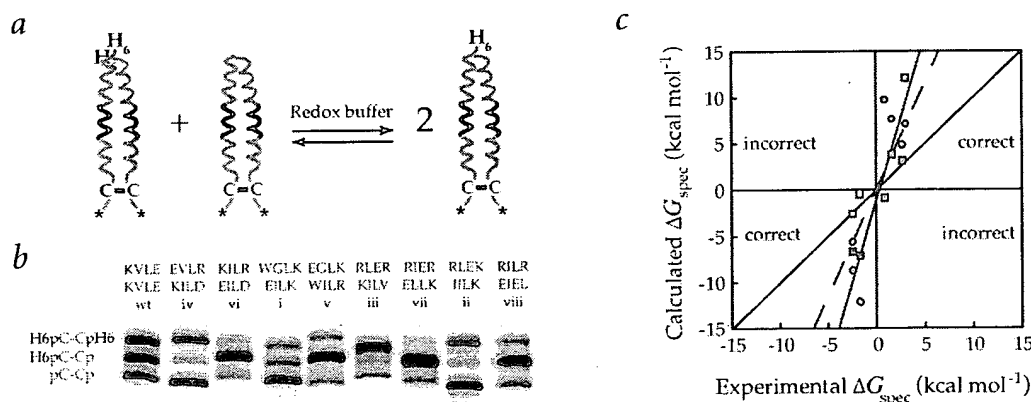 a
H6
H
+
C=C
*
*
C=C
*
*
Redox buffer
2
H6
C=C
*
*
b
KVLE EVLR KILR WGLK EGLK RLER RIER RLEK RILR
KVLE KILD EILD EILK WILR KILV ELLK IILK EIEL
wt iv vi i v iii vii ii viii
H6pC-CpH6
H6pC-Cp
pC-Cp
c
Calculated ΔGspec (kcal mol-1)
15
10
5
0
-5
-10
-15
incorrect
correct
correct
incorrect
-15 -10 -5 0 5 10 15
Experimental ΔGspec (kcal mol-1)